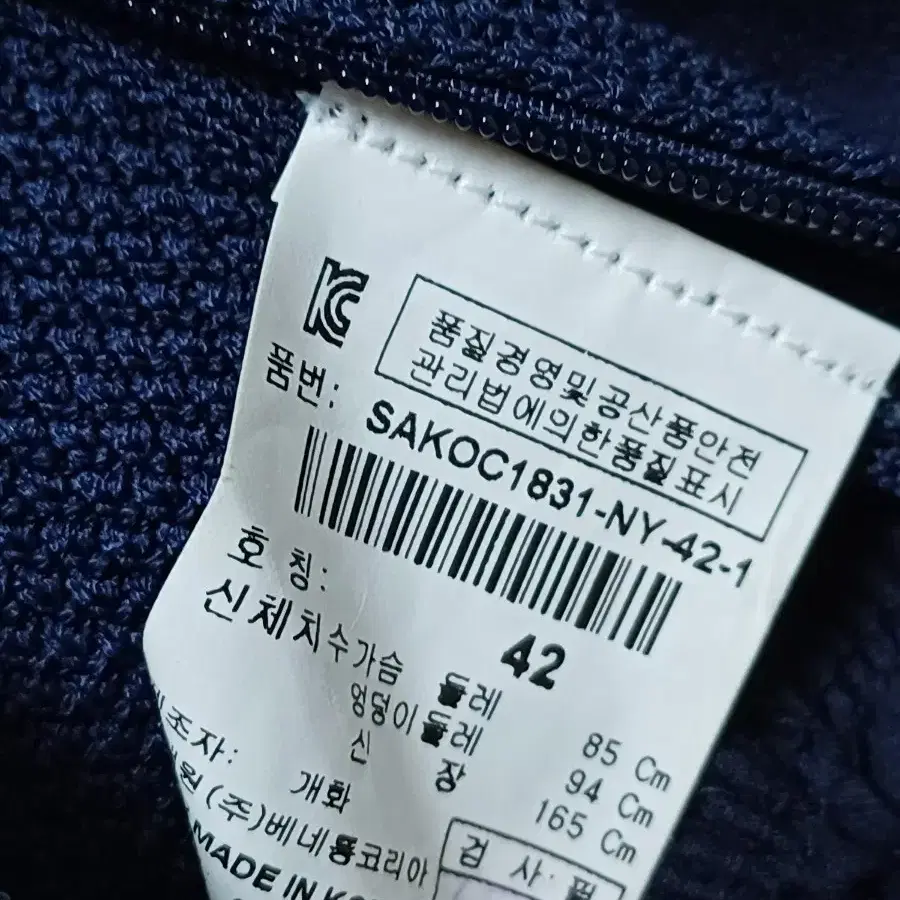 품질경영및공산품안전
관리법에의한품질표시
품번:
SAKOC1831-NY-42-1
호 칭: 42
신체치수 가슴 둘레 85 Cm
엉덩이 둘레 94 Cm
신 장 165 Cm
조자: 개화
원 (주)베네통코리아
검 사:필
MADE IN